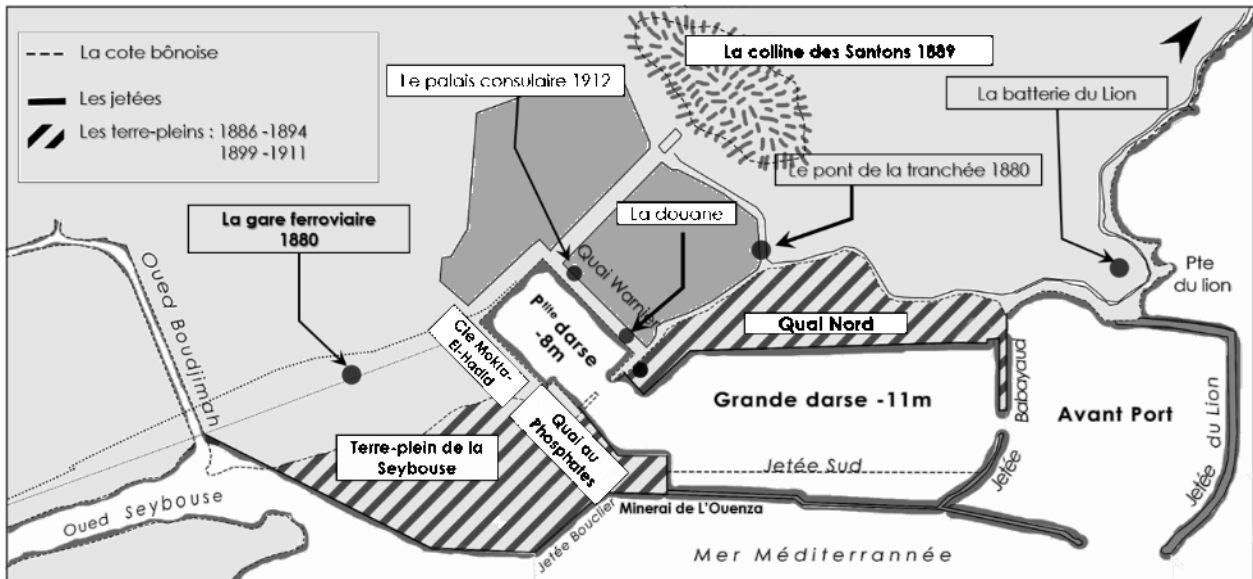 La cote bônoise
Les jetées
Les terre-pleins : 1886 -1894
1899 -1911
La colline des Santons 1889
Le palais consulaire 1912
La batterie du Lion
Le pont de la tranchée 1880
La gare ferroviaire
1880
La douane
Quai Warnier
Pte
du lion
Oued Boudjimah
Ptite darse
-8m
Cie Mokta-
El-Hadid
Quai Nord
Babayaud
Grande darse -11m
Avant Port
Jetée du Lion
Quai au
Phosphates
Terre-plein de la
Seybouse
Jetée Sud
Jetée
Oued Seybouse
Minerai de L'Ouenza
Jetée Bouclier
Mer Méditerrannée